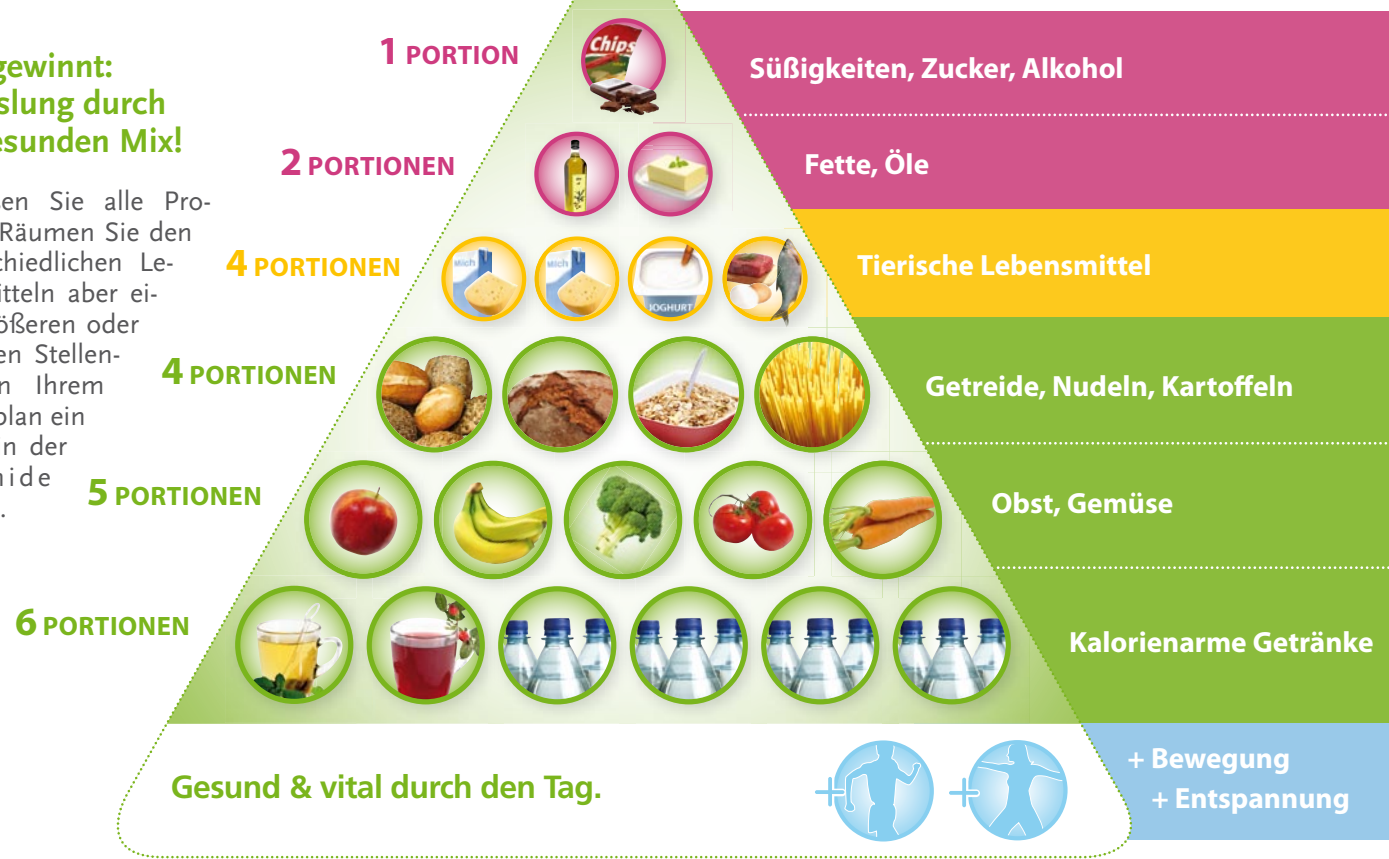 gewinnt:
slung durch
esunden Mix!
en Sie alle Pro-
Räumen Sie den
chiedlichen Le-
itteln aber ei-
ößeren oder
en Stellen-
n Ihrem
plan ein
n der
ide
.
1 PORTION
Chips
Süßigkeiten, Zucker, Alkohol
2 PORTIONEN
Fette, Öle
4 PORTIONEN
Milch
Milch
JOGHURT
Tierische Lebensmittel
4 PORTIONEN
Getreide, Nudeln, Kartoffeln
5 PORTIONEN
Obst, Gemüse
6 PORTIONEN
Kalorienarme Getränke
Gesund & vital durch den Tag.
+ Bewegung
+ Entspannung